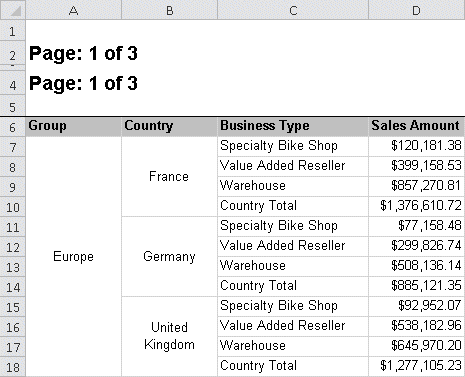 A B C D
1
2 Page: 1 of 3
4 Page: 1 of 3
5
6 Group Country Business Type Sales Amount
7 Specialty Bike Shop $120,181.38
8 Value Added Reseller $399,158.53
France
9 Warehouse $857,270.81
10 Country Total $1,376,610.72
11 Specialty Bike Shop $77,158.48
12 Value Added Reseller $299,826.74
Europe Germany
13 Warehouse $508,136.14
14 Country Total $885,121.35
15 Specialty Bike Shop $92,952.07
16 United Value Added Reseller $538,182.96
17 Kingdom Warehouse $645,970.20
18 Country Total $1,277,105.23